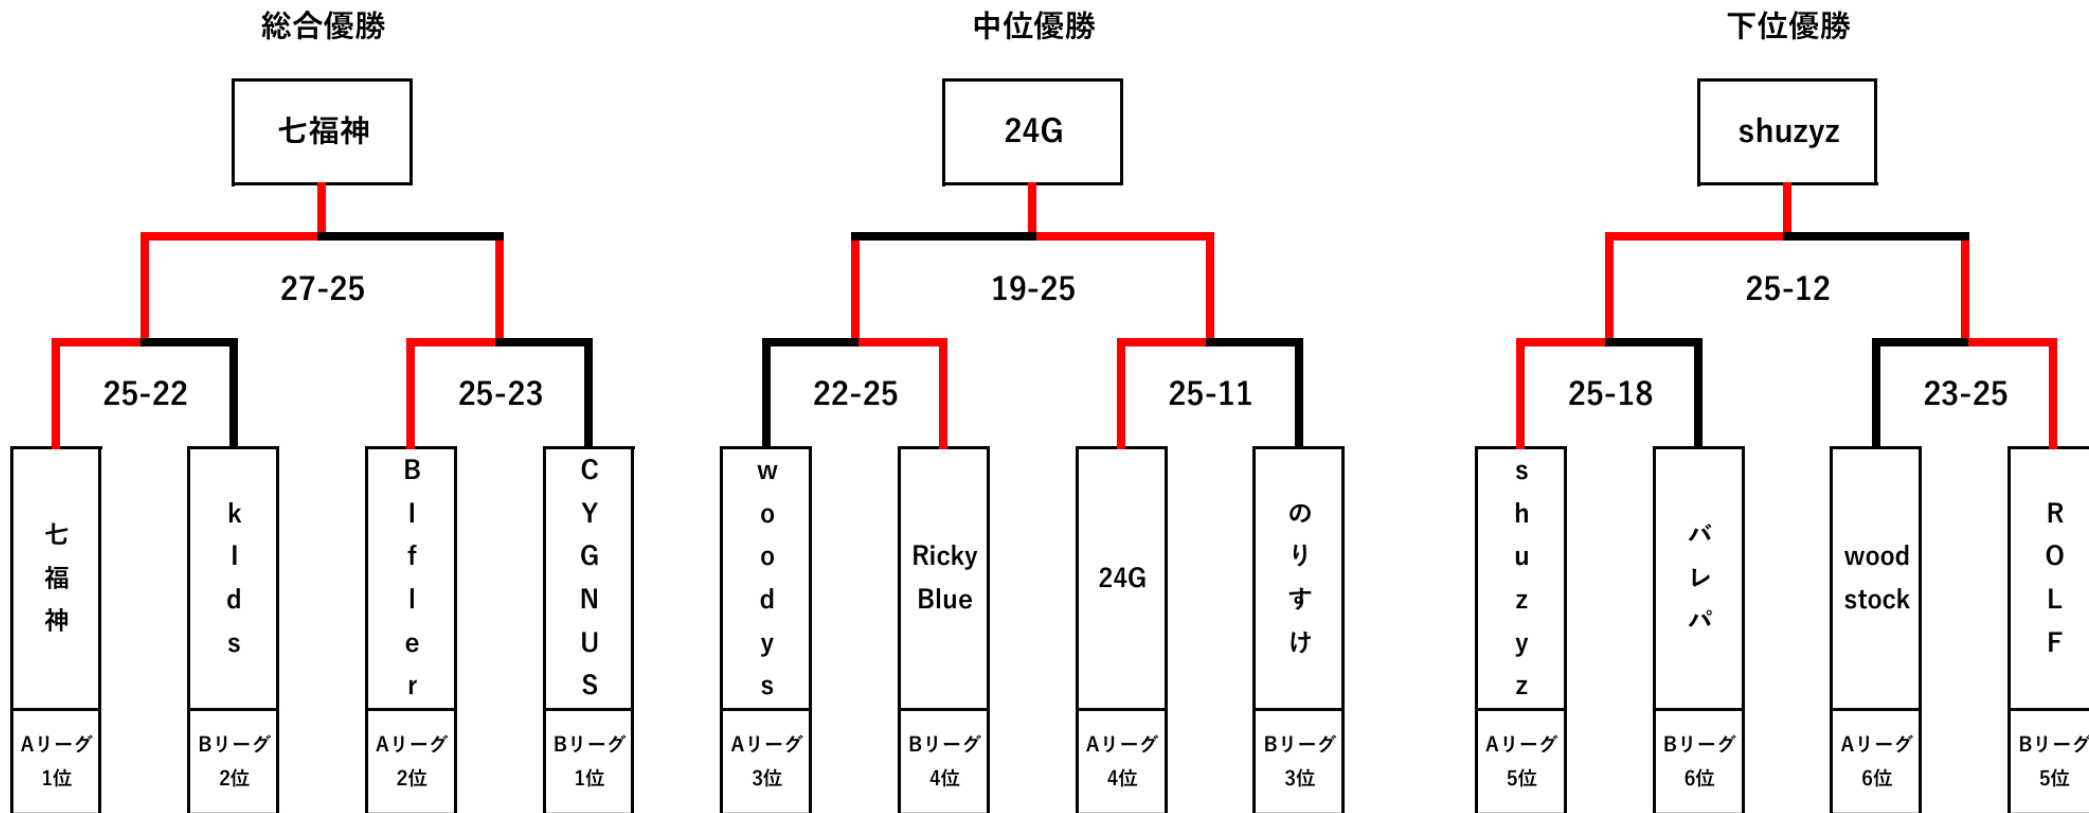 総合優勝
中位優勝
下位優勝
七福神
24G
shuzyz
27-25
19-25
25-12
25-22
25-23
22-25
25-11
25-18
23-25
七福神
kIds
BIfler
CYGNUS
woodys
Ricky
Blue
24G
のりすけ
shuzyz
バレパ
wood
stock
ROLF
Aリーグ
1位
Bリーグ
2位
Aリーグ
2位
Bリーグ
1位
Aリーグ
3位
Bリーグ
4位
Aリーグ
4位
Bリーグ
3位
Aリーグ
5位
Bリーグ
6位
Aリーグ
6位
Bリーグ
5位